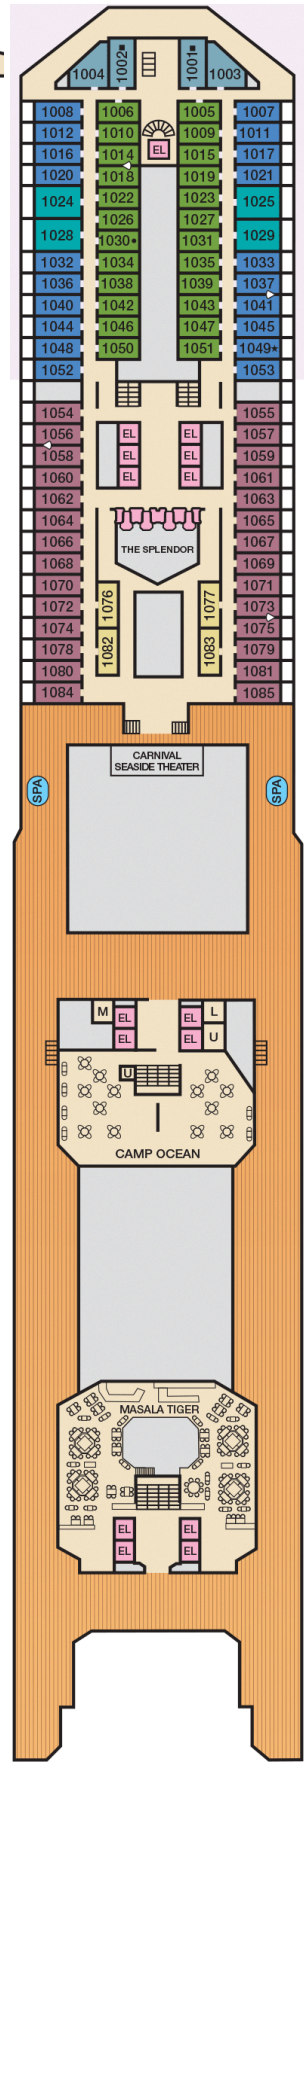 1004 1002■ 1001■ 1003
1008 1006 1005 1007
1012 1010 EL 1009 1011
1016 1014 1015 1017
1020 1018 1019 1021
1024 1022 1023 1025
1026 1027
1028 1030• 1031 1029
1032 1034 1035 1033
1036 1038 1039 1037
1040 1042 1043 1041
1044 1046 1047 1045
1048 1050 1051 1049★
1052 1053
1054 1055
1056 EL EL 1057
1058 EL EL 1059
1060 EL EL 1061
1062 1063
1064 1065
1066 THE SPLENDOR 1067
1068 1069
1070 1071
1072 1076 1077 1073
1074 1075
1078 1082 1083 1079
1080 1081
1084 1085
CARNIVAL
SEASIDE THEATER
SPA SPA
M EL EL L
EL EL U
U
CAMP OCEAN
MASALA TIGER
EL EL
EL EL